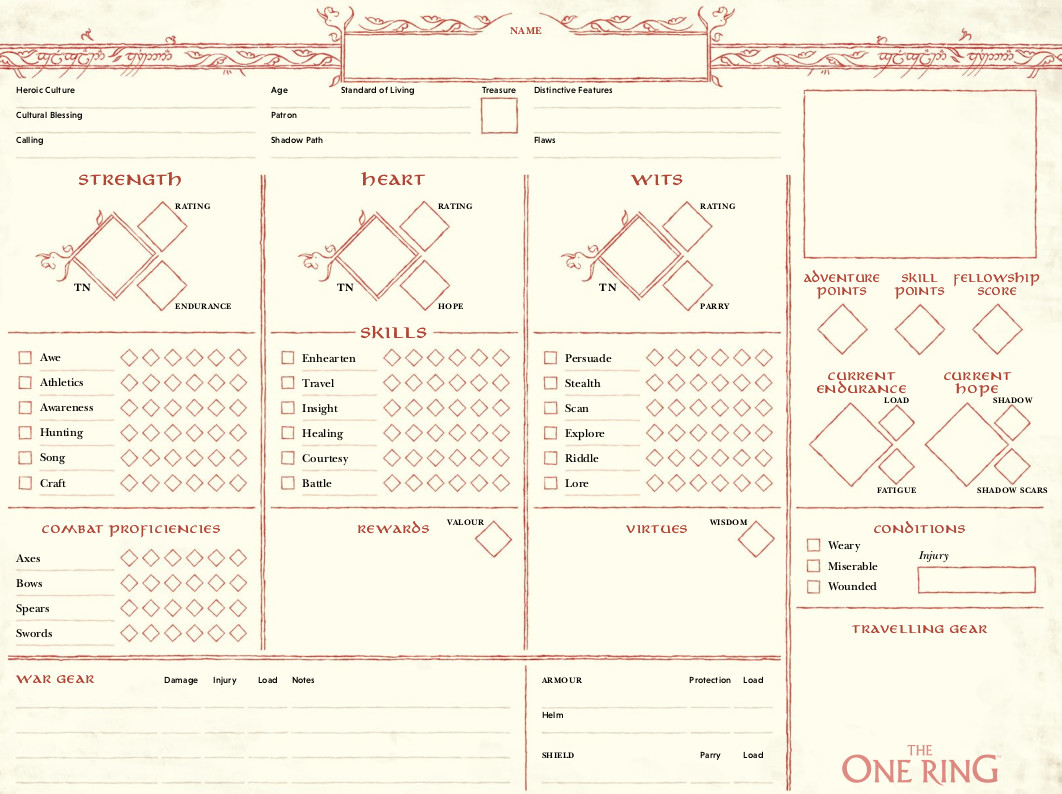 NAME
Heroic Culture
Age
Standard of Living
Treasure
Distinctive Features
Cultural Blessing
Patron
Calling
Shadow Path
Flaws
STRENGTH
RATING
TN
ENDURANCE
HEART
RATING
TN
HOPE
WITS
RATING
TN
PARRY
SKILLS
Awe
Athletics
Awareness
Hunting
Song
Craft
Enhearten
Travel
Insight
Healing
Courtesy
Battle
Persuade
Stealth
Scan
Explore
Riddle
Lore
COMBAT PROFICIENCIES
Axes
Bows
Spears
Swords
REWARDS
VALOUR
VIRTUES
WISDOM
ADVENTURE
POINTS
SKILL
POINTS
FELLOWSHIP
SCORE
CURRENT
ENDURANCE
LOAD
FATIGUE
CURRENT
HOPE
SHADOW
SHADOW SCARS
CONDITIONS
Weary
Miserable
Wounded
Injury
TRAVELLING GEAR
WAR GEAR Damage Injury Load Notes
ARMOUR Protection Load
Helm
SHIELD Parry Load
THE
ONE RING